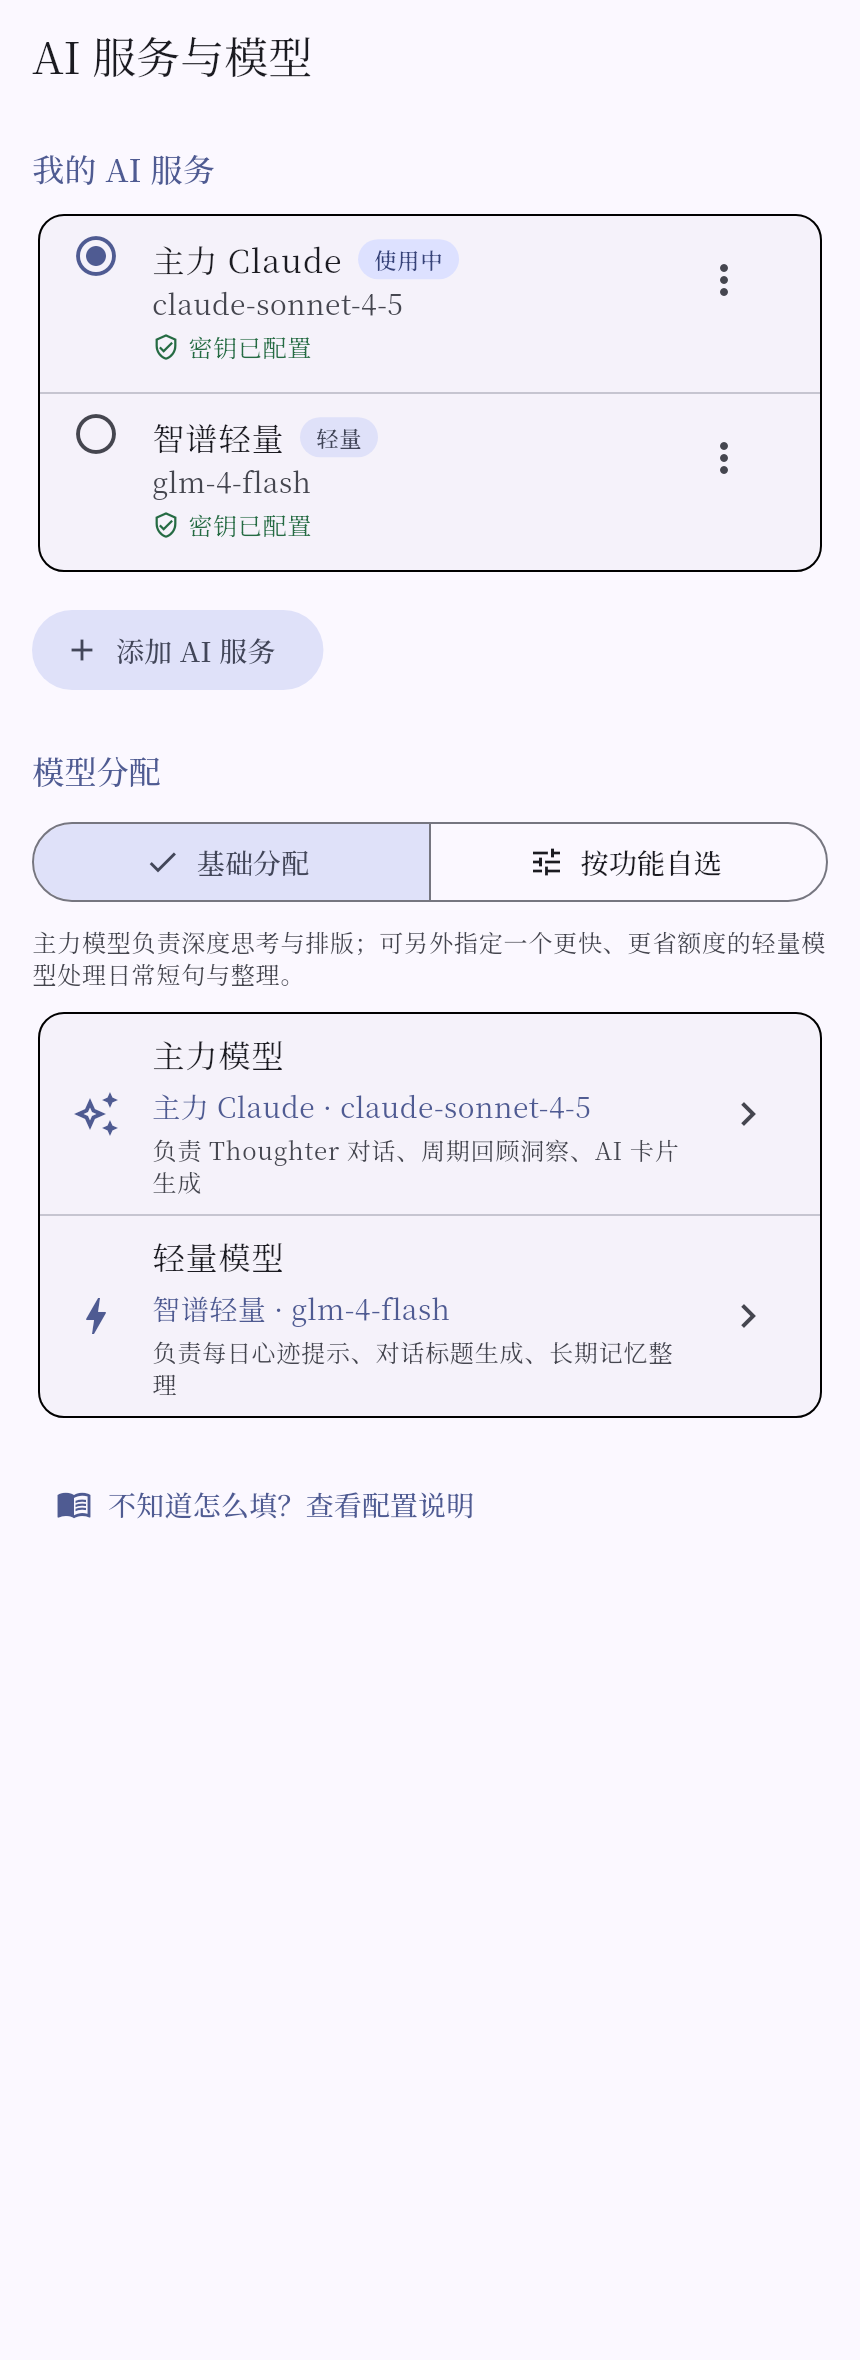 AI 服务与模型
我的 AI 服务
主力 Claude 使用中
claude-sonnet-4-5
密钥已配置
智谱轻量 轻量
glm-4-flash
密钥已配置
添加 AI 服务
模型分配
基础分配 按功能自选
主力模型负责深度思考与排版；可另外指定一个更快、更省额度的轻量模
型处理日常短句与整理。
主力模型
主力 Claude · claude-sonnet-4-5
负责 Thoughter 对话、周期回顾洞察、AI 卡片
生成
轻量模型
智谱轻量 · glm-4-flash
负责每日心迹提示、对话标题生成、长期记忆整
理
不知道怎么填？查看配置说明